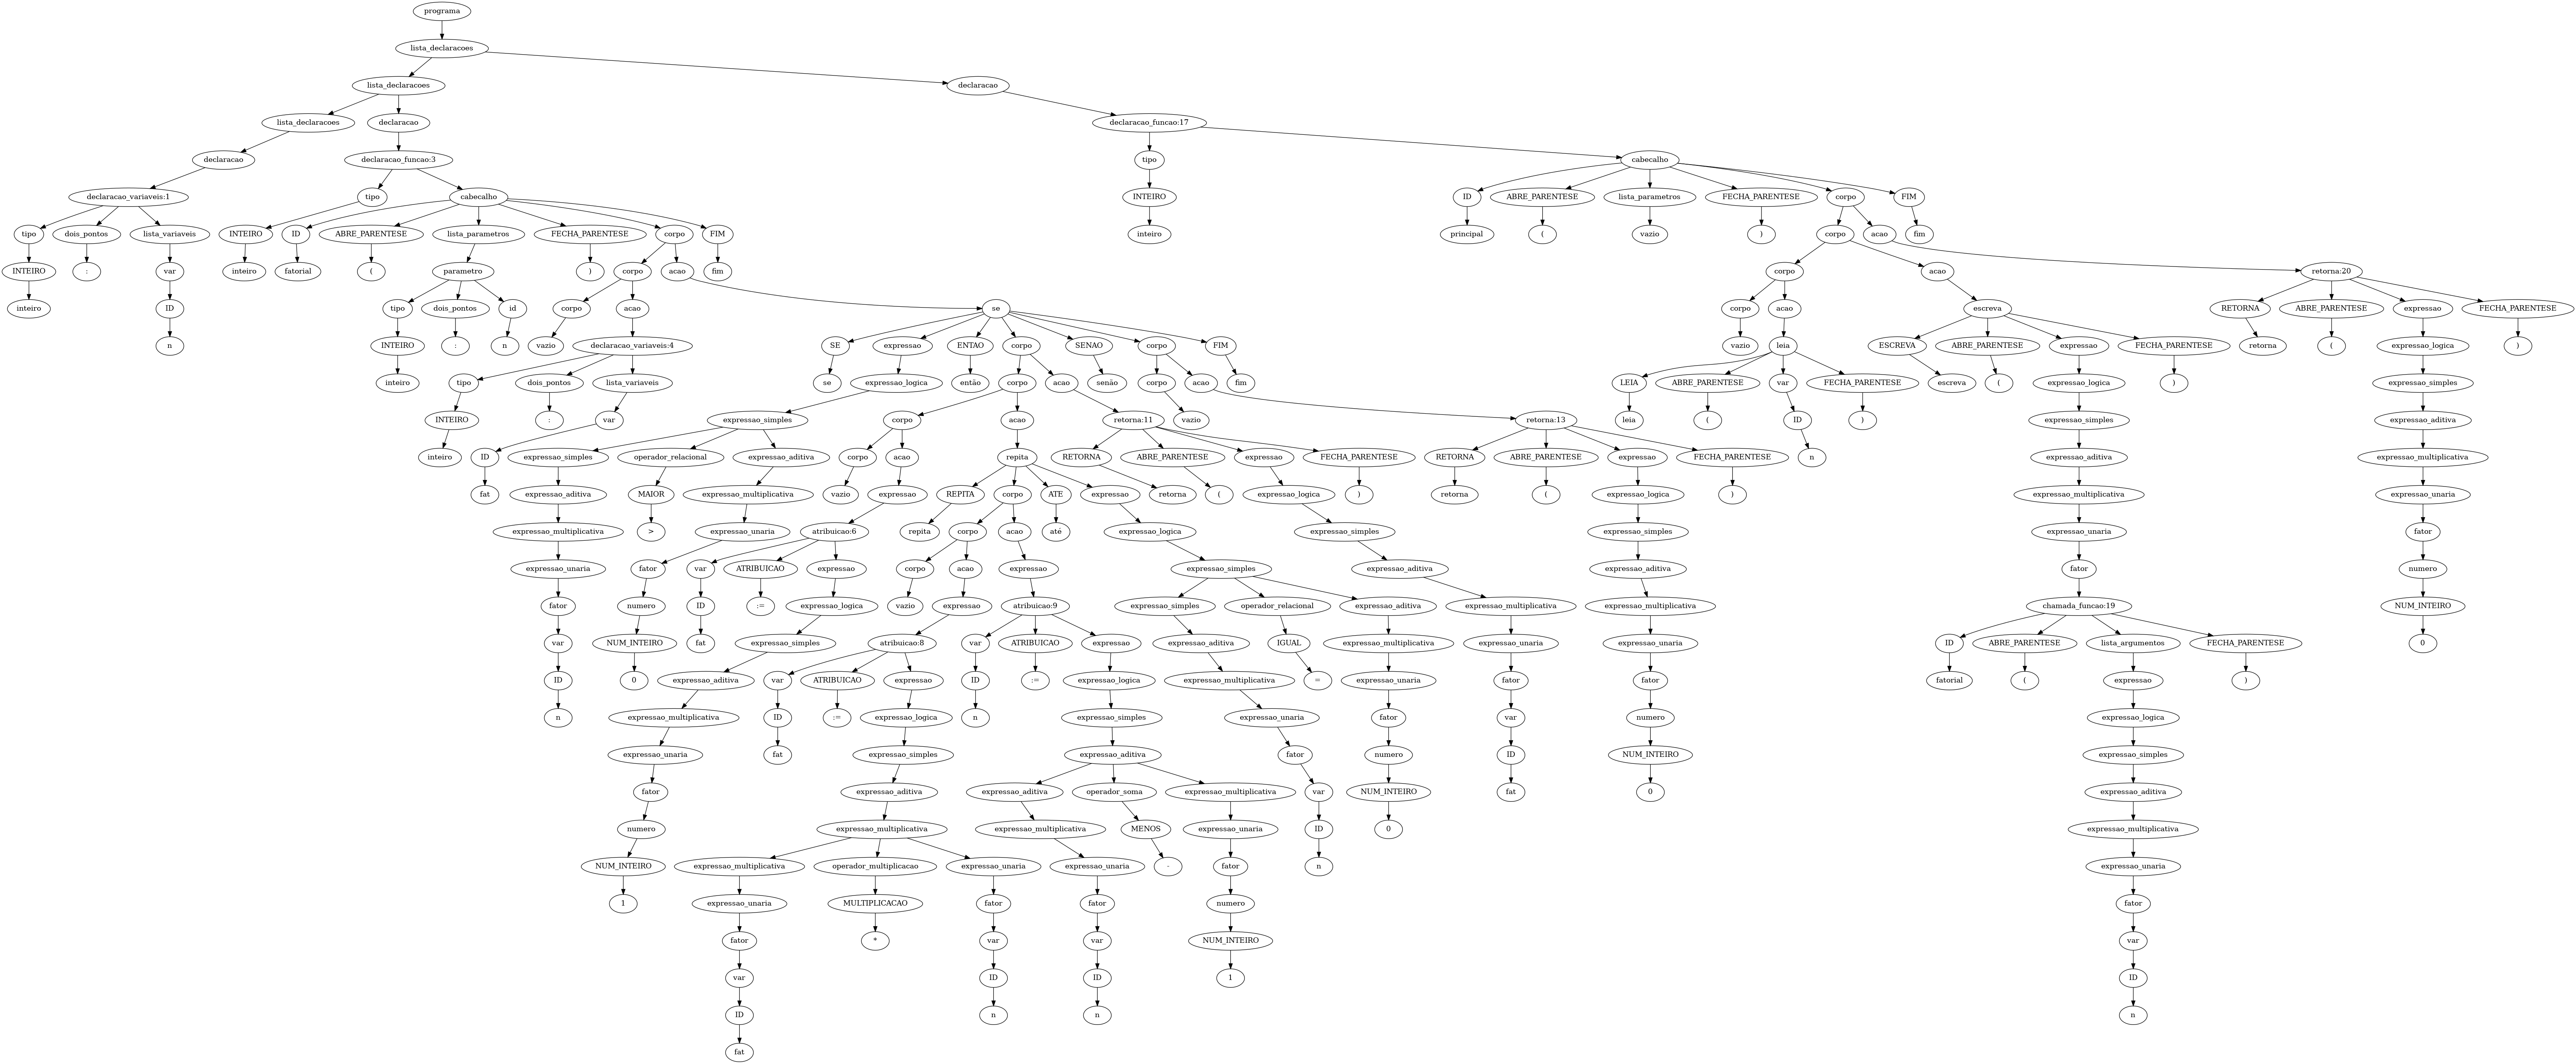 programa
lista_declaracoes
lista_declaracoes declaracao
lista_declaracoes declaracao declaracao_funcao:17
declaracao declaracao_funcao:3 tipo cabecalho
declaracao_variaveis:1 tipo cabecalho INTEIRO ID ABRE_PARENTESE lista_parametros FECHA_PARENTESE corpo FIM
tipo dois_pontos lista_variaveis INTEIRO ID ABRE_PARENTESE lista_parametros FECHA_PARENTESE corpo FIM inteiro principal ( vazio ) corpo acao fim
INTEIRO : var inteiro fatorial ( parametro ) corpo acao fim corpo acao retorna:20
inteiro ID tipo dois_pontos id corpo acao se corpo acao escreva RETORNA ABRE_PARENTESE expressao FECHA_PARENTESE
n INTEIRO : n vazio declaracao_variaveis:4 SE expressao ENTAO corpo SENAO corpo FIM vazio leia ESCREVA ABRE_PARENTESE expressao FECHA_PARENTESE retorna ( expressao_logica )
inteiro tipo dois_pontos lista_variaveis se expressao_logica então corpo acao senão corpo acao fim LEIA ABRE_PARENTESE var FECHA_PARENTESE escreva ( expressao_logica ) expressao_simples
INTEIRO : var expressao_simples corpo acao retorna:11 vazio retorna:13 leia ( ID ) expressao_simples expressao_aditiva
inteiro ID expressao_simples operador_relacional expressao_aditiva corpo acao repita RETORNA ABRE_PARENTESE expressao FECHA_PARENTESE RETORNA ABRE_PARENTESE expressao FECHA_PARENTESE n expressao_aditiva expressao_multiplicativa
fat expressao_aditiva MAIOR expressao_multiplicativa vazio expressao REPITA corpo ATE expressao retorna ( expressao_logica ) retorna ( expressao_logica ) expressao_multiplicativa expressao_unaria
expressao_multiplicativa > expressao_unaria atribuicao:6 repita corpo acao até expressao_logica expressao_simples expressao_simples expressao_unaria fator
expressao_unaria fator var ATRIBUICAO expressao corpo acao expressao expressao_simples expressao_aditiva expressao_aditiva fator numero
fator numero ID := expressao_logica vazio expressao atribuicao:9 expressao_simples operador_relacional expressao_aditiva expressao_multiplicativa expressao_multiplicativa chamada_funcao:19 NUM_INTEIRO
var NUM_INTEIRO fat expressao_simples atribuicao:8 var ATRIBUICAO expressao expressao_aditiva IGUAL expressao_multiplicativa expressao_unaria expressao_unaria ID ABRE_PARENTESE lista_argumentos FECHA_PARENTESE 0
ID 0 expressao_aditiva var ATRIBUICAO expressao ID := expressao_logica expressao_multiplicativa = expressao_unaria fator fator fatorial ( expressao )
n expressao_multiplicativa ID := expressao_logica n expressao_simples expressao_unaria fator var numero expressao_logica
expressao_unaria fat expressao_simples expressao_aditiva fator numero ID NUM_INTEIRO expressao_simples
fator expressao_aditiva expressao_aditiva operador_soma expressao_multiplicativa var NUM_INTEIRO fat 0 expressao_aditiva
numero expressao_multiplicativa expressao_multiplicativa MENOS expressao_unaria ID 0 expressao_multiplicativa
NUM_INTEIRO expressao_multiplicativa operador_multiplicacao expressao_unaria expressao_unaria - fator n expressao_unaria
1 expressao_unaria MULTIPLICACAO fator fator numero fator
fator * var var NUM_INTEIRO var
var ID ID 1 ID
ID n n n
fat